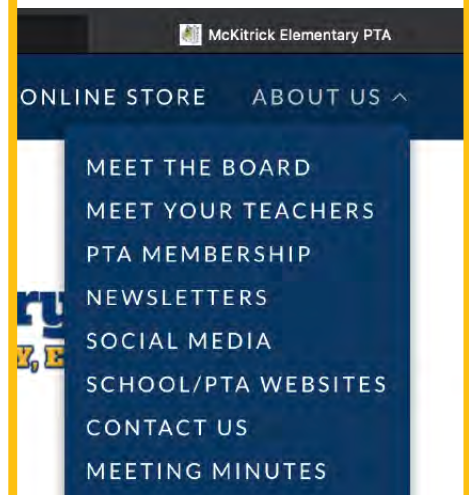 McKitrick Elementary PTA
ONLINE STORE ABOUT US
MEET THE BOARD
MEET YOUR TEACHERS
PTA MEMBERSHIP
NEWSLETTERS
SOCIAL MEDIA
SCHOOL/PTA WEBSITES
CONTACT US
MEETING MINUTES